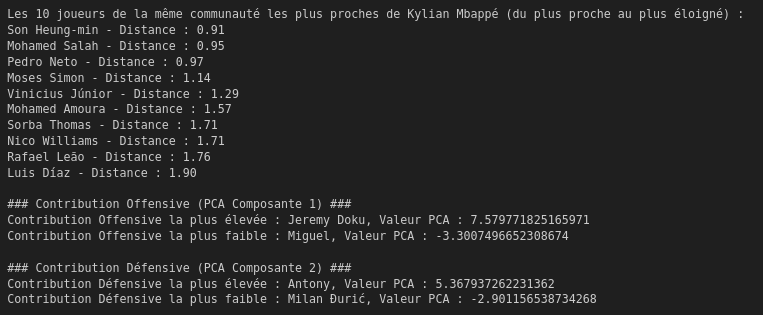 Les 10 joueurs de la même communauté les plus proches de Kylian Mbappé (du plus proche au plus éloigné) :
Son Heung-min - Distance : 0.91
Mohamed Salah - Distance : 0.95
Pedro Neto - Distance : 0.97
Moses Simon - Distance : 1.14
Vinicius Júnior - Distance : 1.29
Mohamed Amoura - Distance : 1.57
Sorba Thomas - Distance : 1.71
Nico Williams - Distance : 1.71
Rafael Leão - Distance : 1.76
Luis Díaz - Distance : 1.90
### Contribution Offensive (PCA Composante 1) ###
Contribution Offensive la plus élevée : Jeremy Doku, Valeur PCA : 7.579771825165971
Contribution Offensive la plus faible : Miguel, Valeur PCA : -3.3007496652308674
### Contribution Défensive (PCA Composante 2) ###
Contribution Défensive la plus élevée : Antony, Valeur PCA : 5.367937262231362
Contribution Défensive la plus faible : Milan Đurić, Valeur PCA : -2.901156538734268